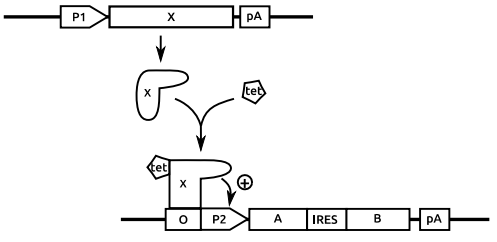 P1 X pA
X tet
tet X +
O P2 A IRES B pA